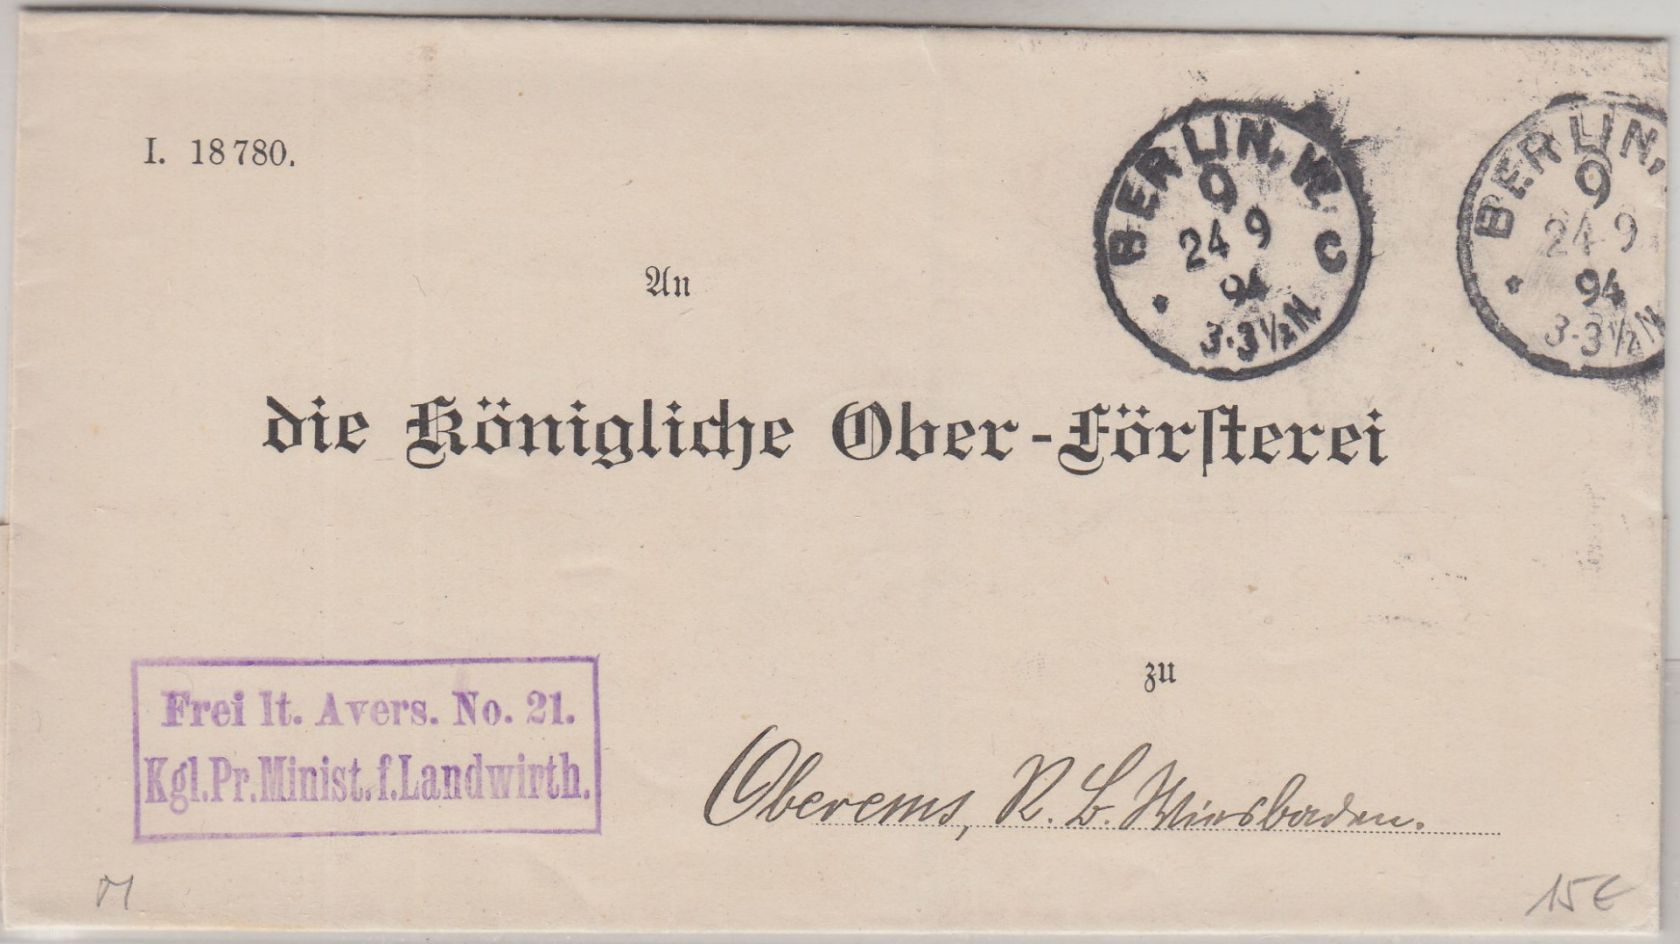 I. 18780.
BERLIN, W.
9
24 9
94
3-3½N.
C
BERLIN,
9
24 9
94
3-3½N
An
die Königliche Ober-Försterei
zu
Oberems, R. B. Wiesbaden.
Frei lt. Avers. No. 21.
Kgl. Pr. Minist. f. Landwirth.
15€